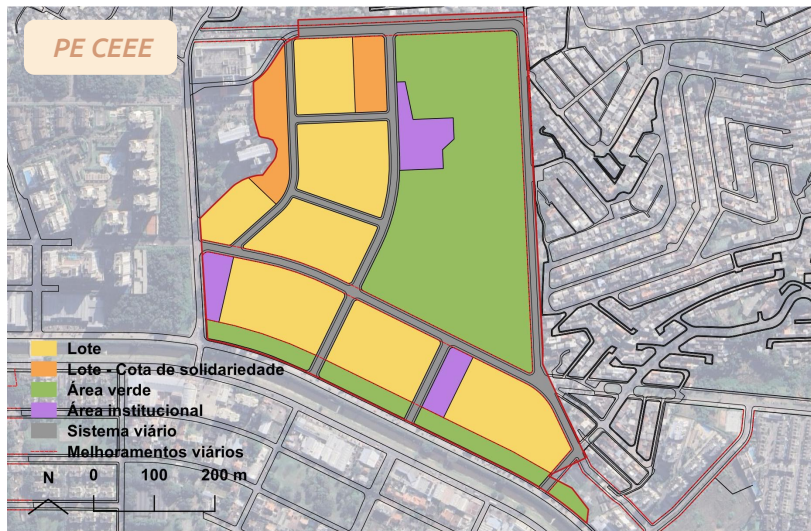 PE CEEE
Lote
Lote - Cota de solidariedade
Área verde
Área institucional
Sistema viário
Melhoramentos viários
N 0 100 200 m